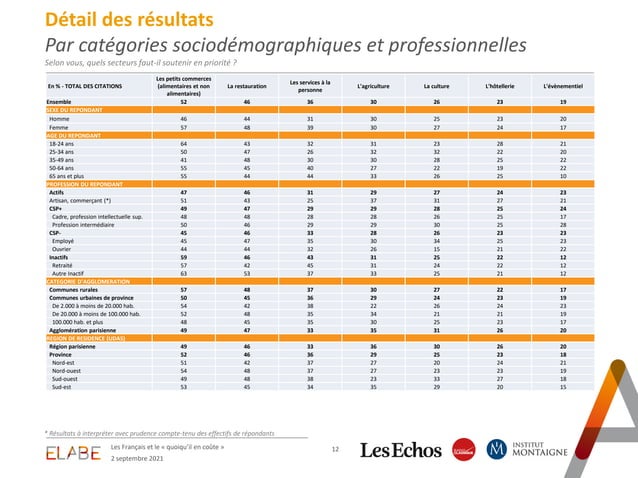 Détail des résultats
Par catégories sociodémographiques et professionnelles
Selon vous, quels secteurs faut-il soutenir en priorité ?
En % - TOTAL DES CITATIONS Les petits commerces (alimentaires et non alimentaires) La restauration Les services à la personne L'agriculture La culture L'hôtellerie L'évènementiel
Ensemble 52 46 36 30 26 23 19
SEXE DU REPONDANT
Homme 46 44 31 30 25 23 20
Femme 57 48 39 30 27 24 17
AGE DU REPONDANT
18-24 ans 64 43 32 31 23 28 21
25-34 ans 50 47 26 32 32 22 20
35-49 ans 41 48 30 30 28 25 22
50-64 ans 55 45 40 27 22 19 22
65 ans et plus 55 44 44 33 26 25 10
PROFESSION DU REPONDANT
Actifs 47 46 31 29 27 24 23
Artisan, commerçant (*) 51 43 25 37 31 27 21
CSP+ 49 47 29 29 28 25 24
Cadre, profession intellectuelle sup. 48 48 28 28 26 25 17
Profession intermédiaire 50 46 29 29 30 25 28
CSP- 45 46 33 28 26 23 23
Employé 45 47 35 30 34 25 23
Ouvrier 44 44 32 26 15 21 22
Inactifs 59 46 43 31 25 22 12
Retraité 57 42 45 31 24 22 12
Autre Inactif 63 53 37 33 25 21 12
CATEGORIE D'AGGLOMERATION
Communes rurales 57 48 37 30 27 22 17
Communes urbaines de province 50 45 36 29 24 23 19
De 2.000 à moins de 20.000 hab. 54 42 38 22 26 24 23
De 20.000 à moins de 100.000 hab. 52 48 35 34 21 21 19
100.000 hab. et plus 48 45 35 30 25 23 17
Agglomération parisienne 49 47 33 35 31 26 20
REGION DE RESIDENCE (UDA5)
Région parisienne 49 46 33 36 30 26 20
Province 52 46 36 29 25 23 18
Nord-est 51 42 37 27 20 24 21
Nord-ouest 54 48 37 27 23 23 19
Sud-ouest 49 48 38 23 33 27 18
Sud-est 53 45 34 35 29 20 15
* Résultats à interpréter avec prudence compte-tenu des effectifs de répondants
ELABE
Les Français et le « quoiqu'il en coûte »
2 septembre 2021
12
Les Echos
RADIO CLASSIQUE
INSTITUT
MONTAIGNE